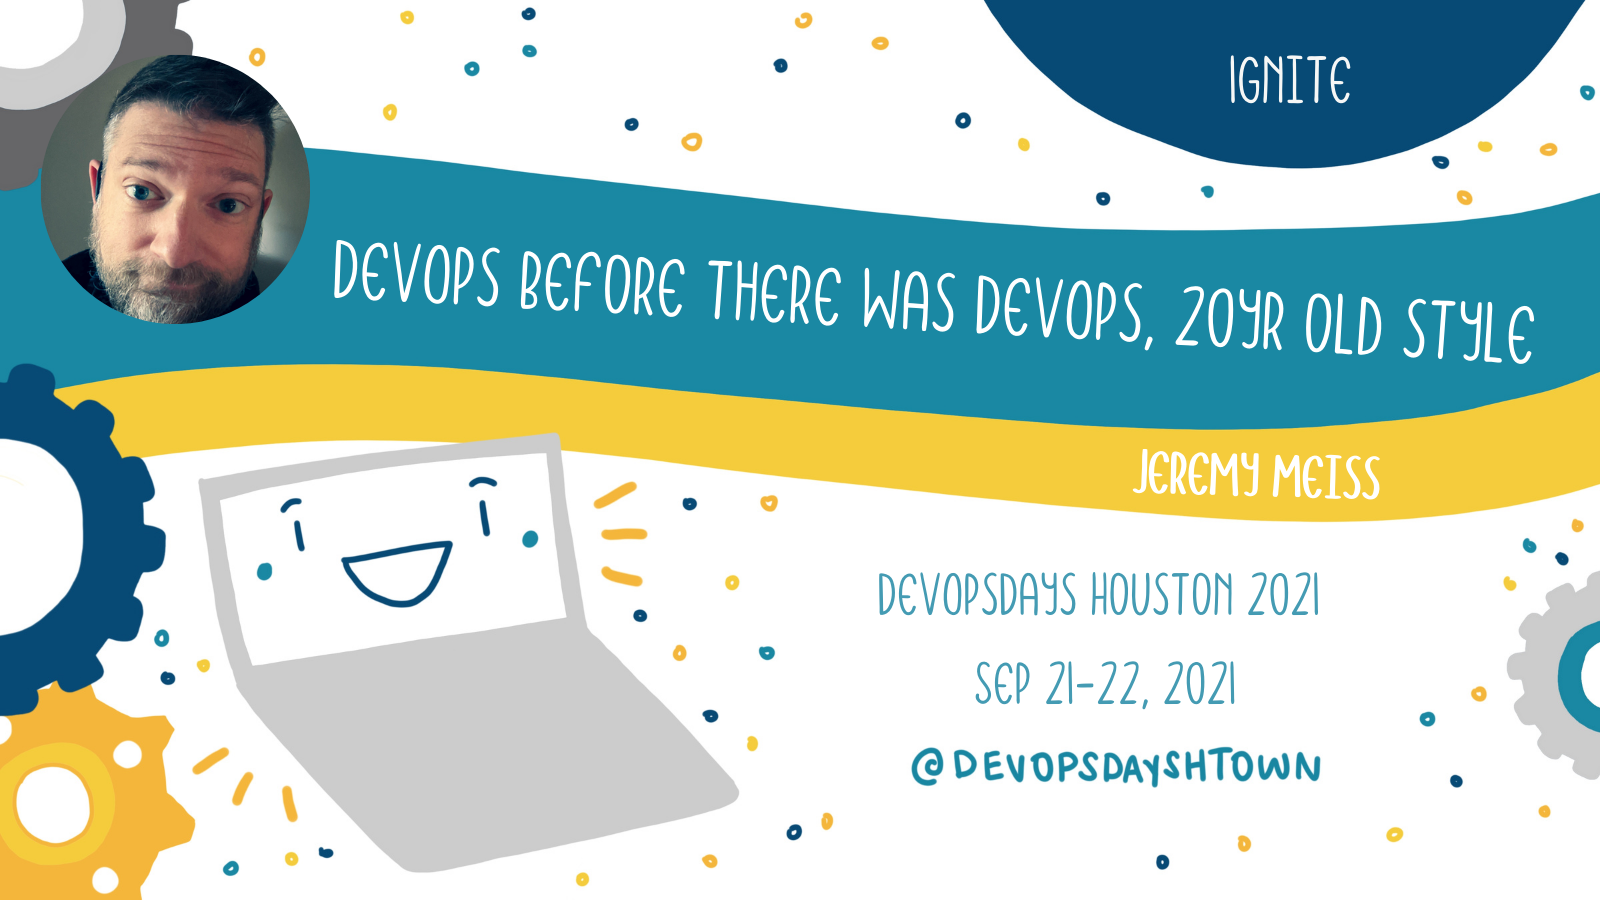 IGNITE
DEVOPS BEFORE THERE WAS DEVOPS, 20YR OLD STYLE
JEREMY MEISS
DEVOPSDAYS HOUSTON 2021
SEP 21-22, 2021
@DEVOPSDAYSHTOWN